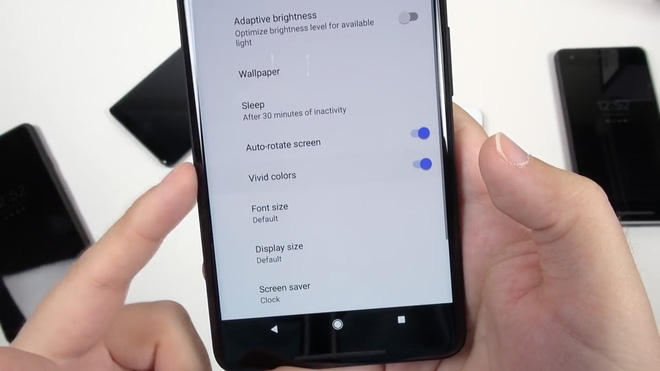 Adaptive brightness
Optimize brightness level for available
light
Wallpaper
Sleep
After 30 minutes of inactivity
Auto-rotate screen
Vivid colors
Font size
Default
Display size
Default
Screen saver
Clock
12:52